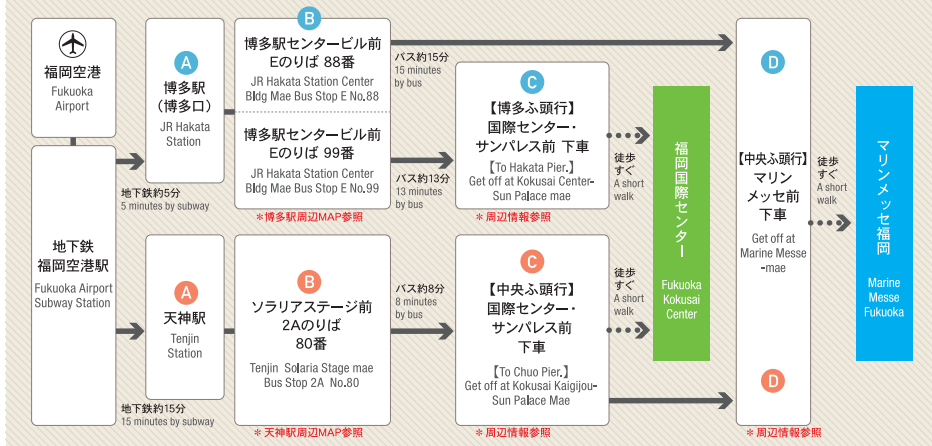 福岡空港
Fukuoka
Airport
地下鉄
福岡空港駅
Fukuoka Airport
Subway Station
地下鉄約5分
5 minutes by subway
地下鉄約15分
15 minutes by subway
A
博多駅
(博多口)
JR Hakata
Station
A
天神駅
Tenjin
Station
B
博多駅センタービル前
Eのりば 88番
JR Hakata Station Center
Bldg Mae Bus Stop E No.88
博多駅センタービル前
Eのりば 99番
JR Hakata Station Center
Bldg Mae Bus Stop E No.99
＊博多駅周辺MAP参照
B
ソラリアステージ前
2Aのりば
80番
Tenjin Solaria Stage mae
Bus Stop 2A No.80
＊天神駅周辺MAP参照
バス約15分
15 minutes
by bus
バス約13分
13 minutes
by bus
バス約8分
8 minutes
by bus
C
【博多ふ頭行】
国際センター・
サンパレス前 下車
[To Hakata Pier.]
Get off at Kokusai Center-
Sun Palace mae
＊周辺情報参照
C
【中央ふ頭行】
国際センター・
サンパレス前
下車
[To Chuo Pier.]
Get off at Kokusai Kaigijou-
Sun Palace Mae
＊周辺情報参照
徒歩
すぐ
A short
walk
徒歩
すぐ
A short
walk
福岡国際センター
Fukuoka
Kokusai
Center
D
【中央ふ頭行】
マリン
メッセ前
下車
Get off at
Marine Messe
-mae
D
＊周辺情報参照
徒歩
すぐ
A short
walk
マリンメッセ福岡
Marine
Messe
Fukuoka